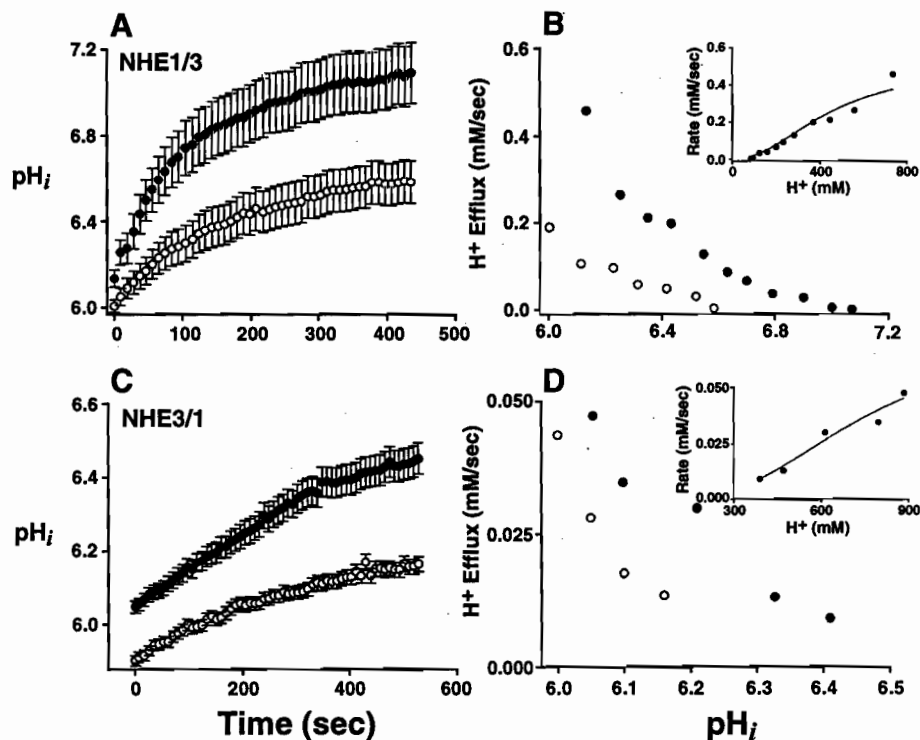 A
NHE1/3
pHi
7.2
6.8
6.4
6.0
0 100 200 300 400 500
B
H+ Efflux (mM/sec)
0.6
0.4
0.2
0.0
6.0 6.4 6.8 7.2
Rate (mM/sec)
0.6
0.4
0.2
0.0
0 400 800
H+ (mM)
C
NHE3/1
pHi
6.6
6.4
6.2
6.0
0 200 400 600
Time (sec)
D
H+ Efflux (mM/sec)
0.050
0.025
0.000
6.0 6.1 6.2 6.3 6.4 6.5
pHi
Rate (mM/sec)
0.050
0.025
0.000
300 600 900
H+ (mM)